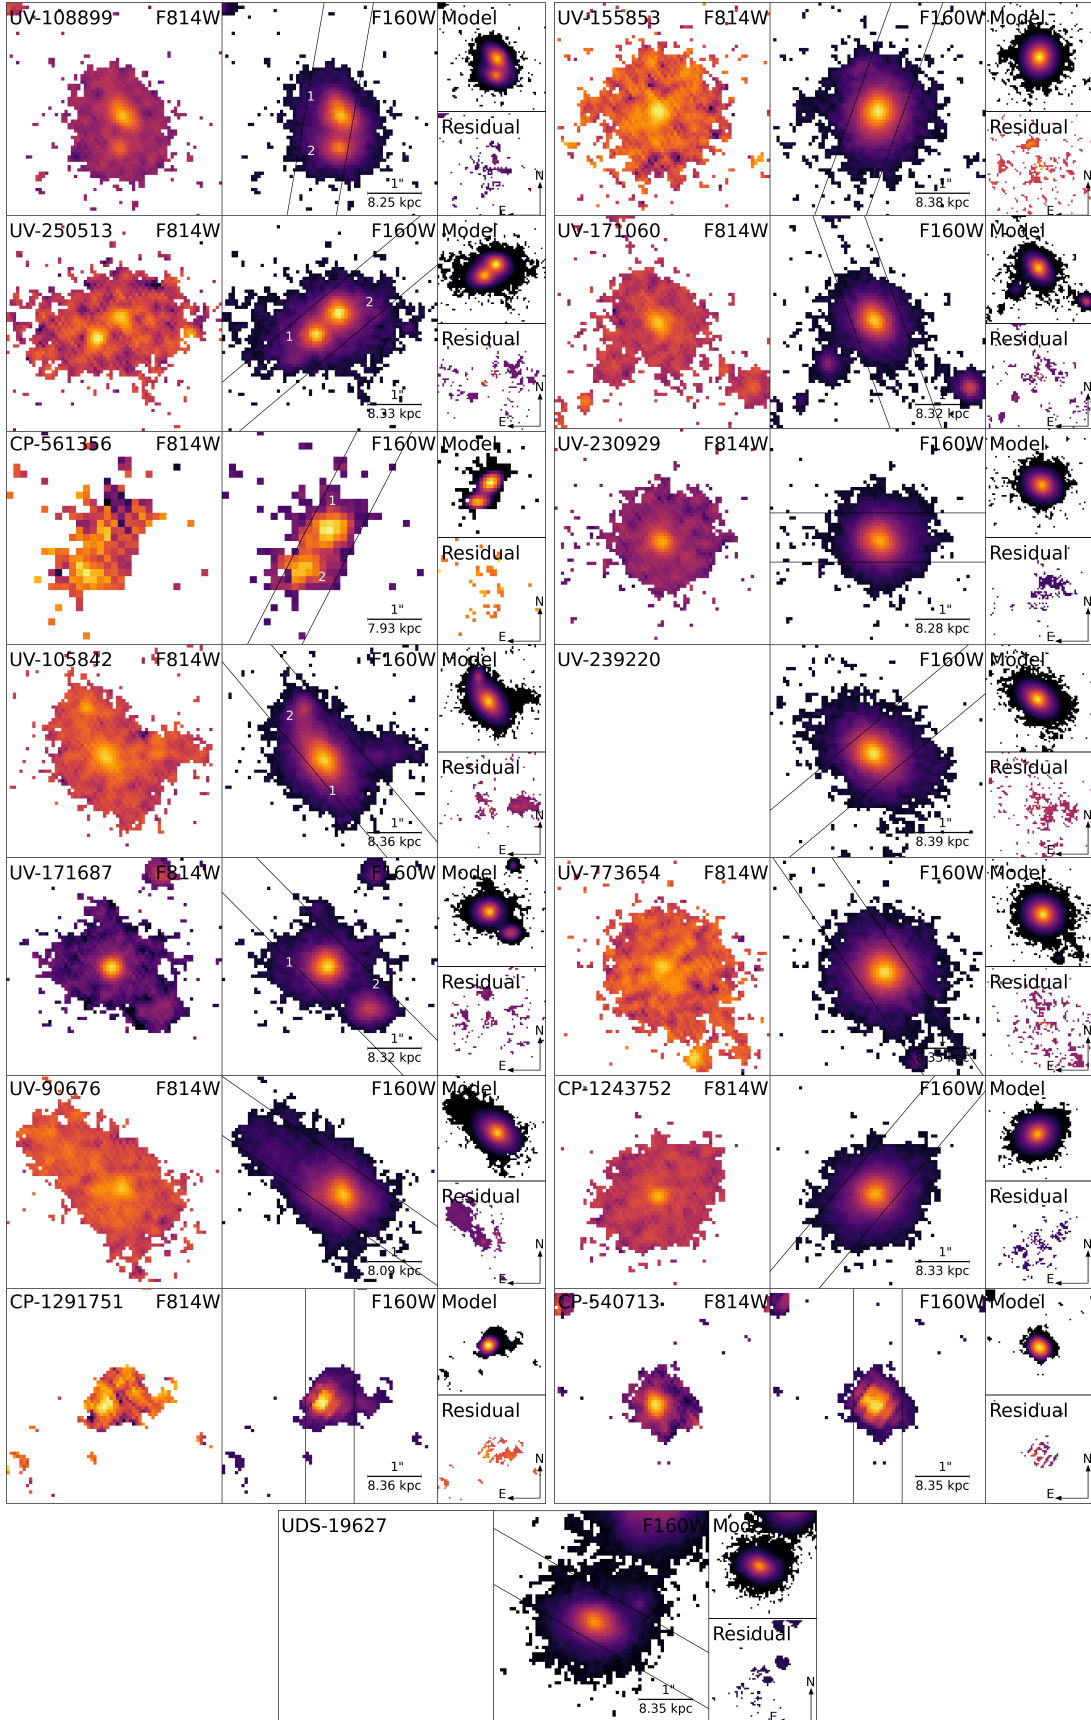 UV-108899 F814W F160W Model
1
2
Residual
1"
8.25 kpc
N
E
UV-155853 F814W F160W Model
Residual
1"
8.38 kpc
N
E
UV-250513 F814W F160W Model
2
1
Residual
1"
8.33 kpc
N
E
UV-171060 F814W F160W Model
Residual
1"
8.32 kpc
N
E
CP-561356 F814W F160W Model
1
2
Residual
1"
7.93 kpc
N
E
UV-230929 F814W F160W Model
Residual
1"
8.28 kpc
N
E
UV-105842 F814W F160W Model
2
1
Residual
1"
8.36 kpc
N
E
UV-239220 F160W Model
Residual
1"
8.39 kpc
N
E
UV-171687 F814W F160W Model
1
2
Residual
1"
8.32 kpc
N
E
UV-773654 F814W F160W Model
Residual
1"
8.35 kpc
N
E
UV-90676 F814W F160W Model
Residual
1"
8.09 kpc
N
E
CP-1243752 F814W F160W Model
Residual
1"
8.33 kpc
N
E
CP-1291751 F814W F160W Model
Residual
1"
8.36 kpc
N
E
CP-540713 F814W F160W Model
Residual
1"
8.35 kpc
N
E
UDS-19627 F160W Model
Residual
1"
8.35 kpc
N
E